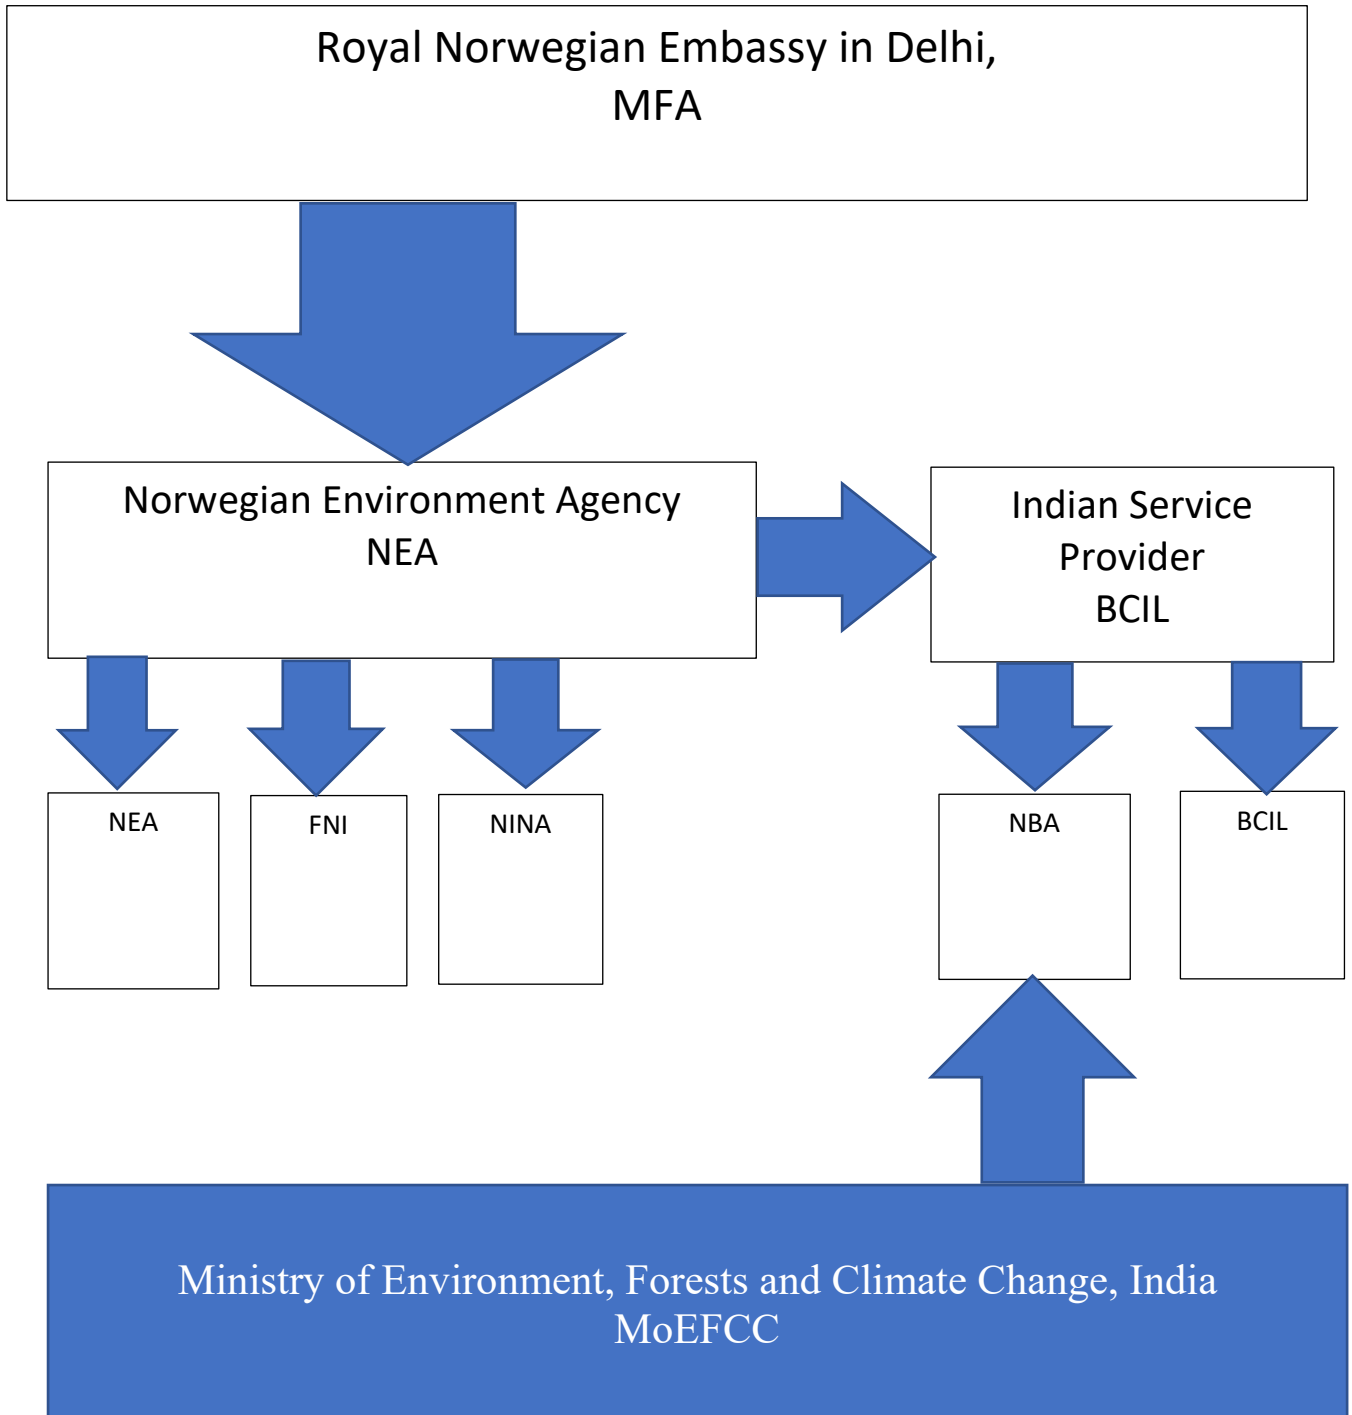 Royal Norwegian Embassy in Delhi,
MFA
Norwegian Environment Agency
NEA
Indian Service
Provider
BCIL
NEA
FNI
NINA
NBA
BCIL
Ministry of Environment, Forests and Climate Change, India
MoEFCC